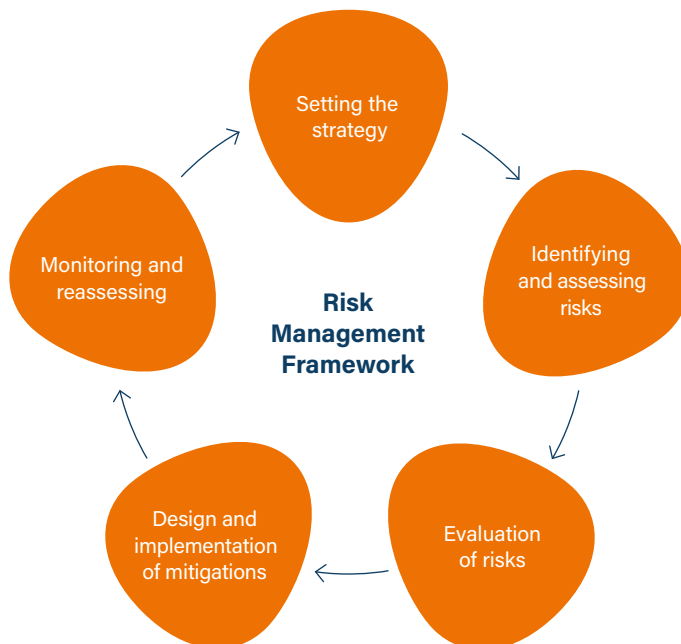 Setting the
strategy
Identifying
and assessing
risks
Evaluation
of risks
Design and
implementation
of mitigations
Monitoring and
reassessing
Risk
Management
Framework